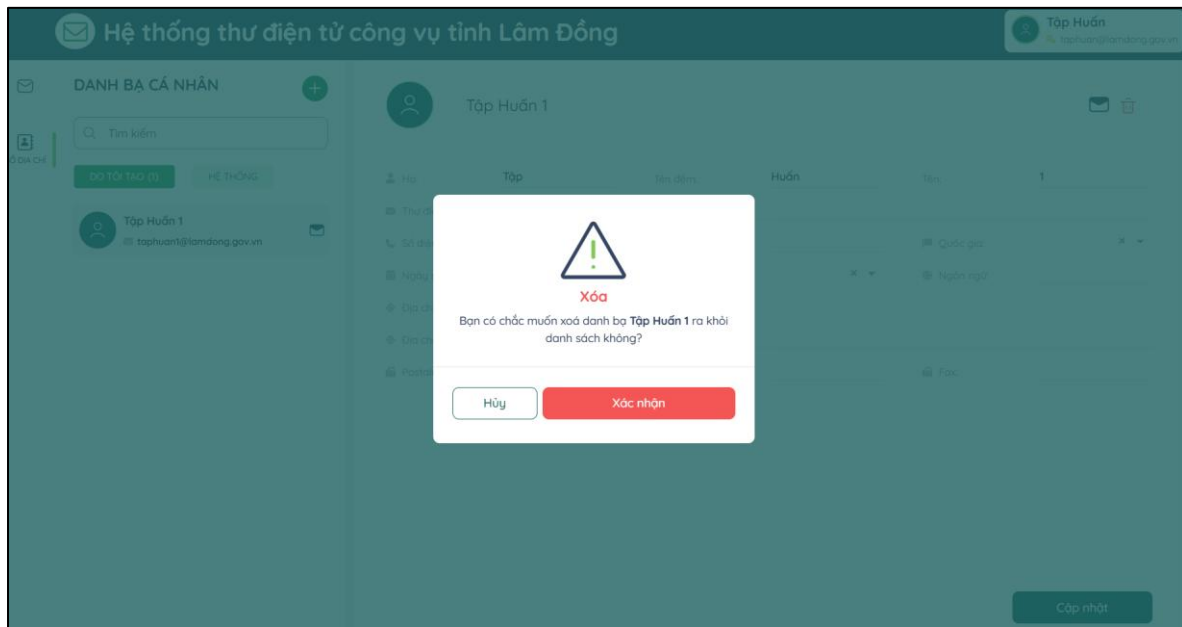 Hệ thống thư điện tử công vụ tỉnh Lâm Đồng
Tập Huấn
taphuan@lamdong.gov.vn
DANH BẠ CÁ NHÂN
Tìm kiếm
DO TÔI TẠO (1)
HỆ THỐNG
Tập Huấn 1
taphuan1@lamdong.gov.vn
Tập Huấn 1
Họ: Tập
Tên đệm: Huấn
Tên: 1
Thư đi
Quốc gia:
Ngày
Ngôn ngữ:
Fax:
Xóa
Bạn có chắc muốn xoá danh bạ Tập Huấn 1 ra khỏi
danh sách không?
Hủy
Xác nhận
Cập nhật